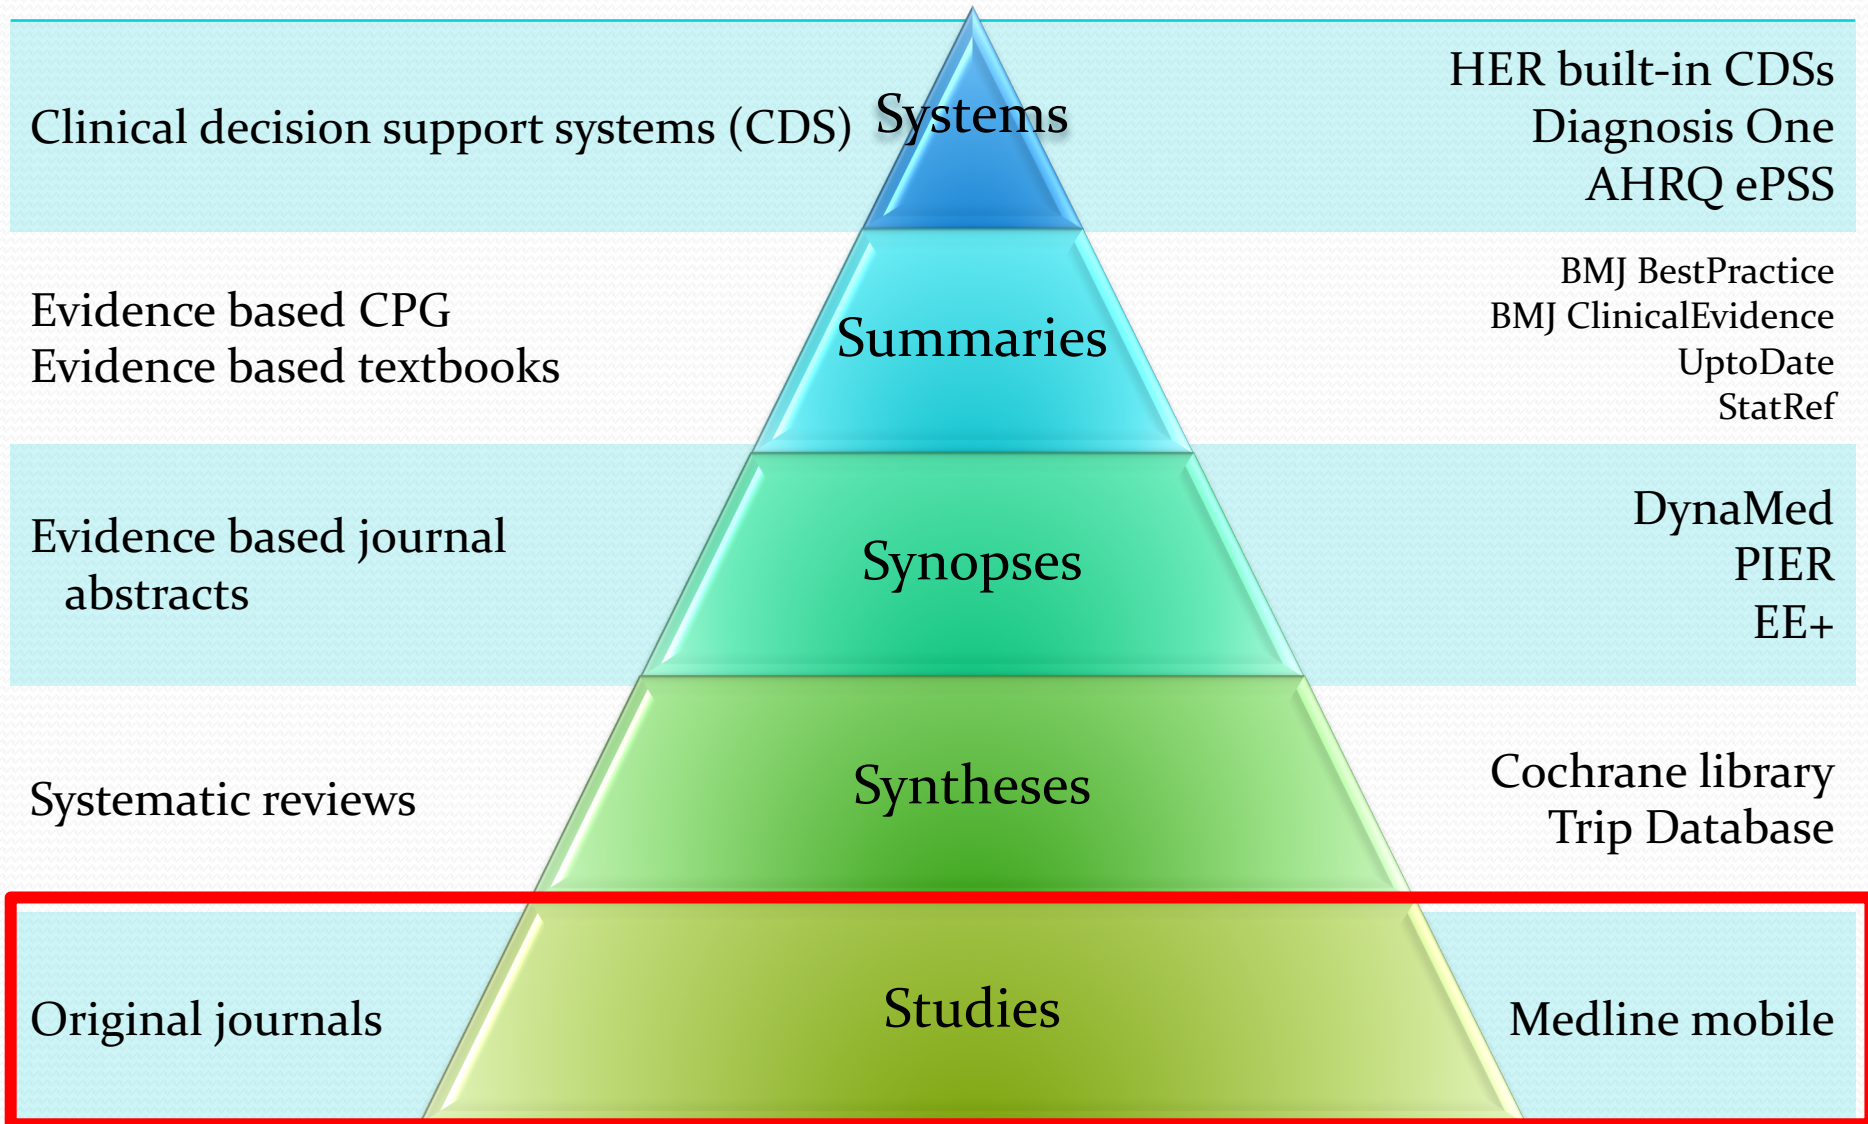 Clinical decision support systems (CDS)
Systems
HER built-in CDSs
Diagnosis One
AHRQ ePSS
Evidence based CPG
Evidence based textbooks
Summaries
BMJ BestPractice
BMJ ClinicalEvidence
UptoDate
StatRef
Evidence based journal
abstracts
Synopses
DynaMed
PIER
EE+
Systematic reviews
Syntheses
Cochrane library
Trip Database
Original journals
Studies
Medline mobile